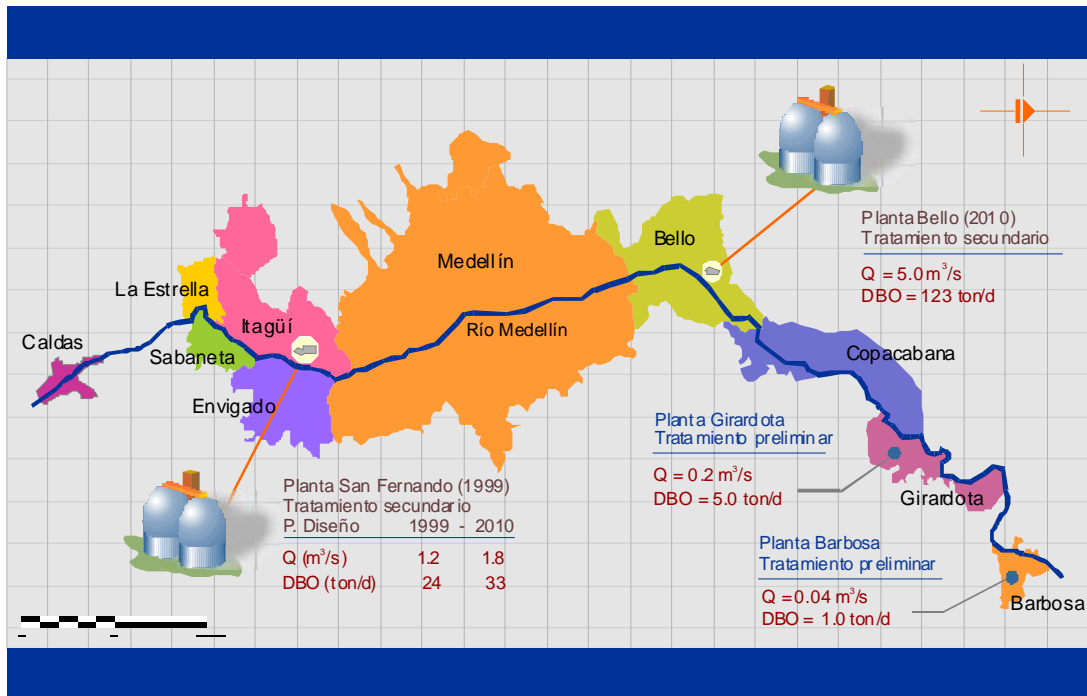 Planta Bello (2010)
Tratamiento secundario
Q = 5.0 m³/s
DBO = 123 ton/d
Bello
Medellín
La Estrella
Itagüí
Río Medellín
Caldas
Sabaneta
Copacabana
Envigado
Planta Girardota
Tratamiento preliminar
Q = 0.2 m³/s
DBO = 5.0 ton/d
Girardota
Planta San Fernando (1999)
Tratamiento secundario
P. Diseño 1999 - 2010
Q (m³/s) 1.2 1.8
DBO (ton/d) 24 33
Planta Barbosa
Tratamiento preliminar
Q = 0.04 m³/s
DBO = 1.0 ton/d
Barbosa